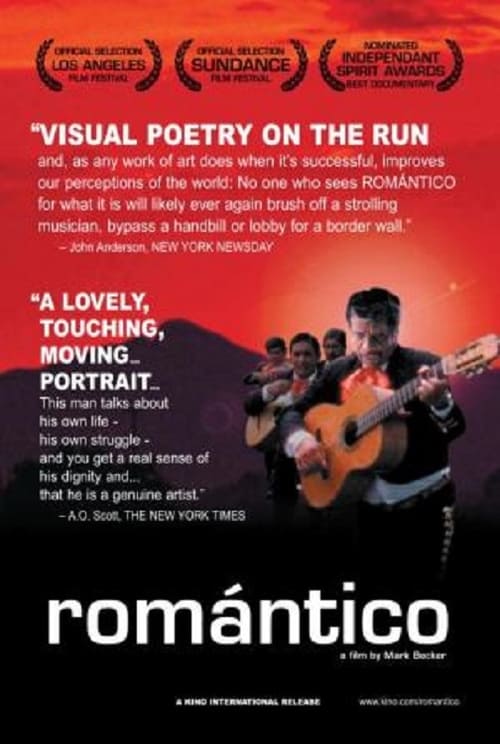 OFFICIAL SELECTION
LOS ANGELES
FILM FESTIVAL
OFFICIAL SELECTION
SUNDANCE
FILM FESTIVAL
NOMINATED
INDEPENDANT
SPIRIT AWARDS
BEST DOCUMENTARY
“VISUAL POETRY ON THE RUN
and, as any work of art does when it's successful, improves
our perceptions of the world: No one who sees ROMÁNTICO
for what it is will likely ever again brush off a strolling
musician, bypass a handbill or lobby for a border wall.”
– John Anderson, NEW YORK NEWSDAY
“A LOVELY,
TOUCHING,
MOVING...
PORTRAIT...
This man talks about
his own life -
his own struggle -
and you get a real sense of
his dignity and...
that he is a genuine artist.”
– A.O. Scott, THE NEW YORK TIMES
romántico
a film by Mark Becker
A KINO INTERNATIONAL RELEASE
www.kino.com/romantico